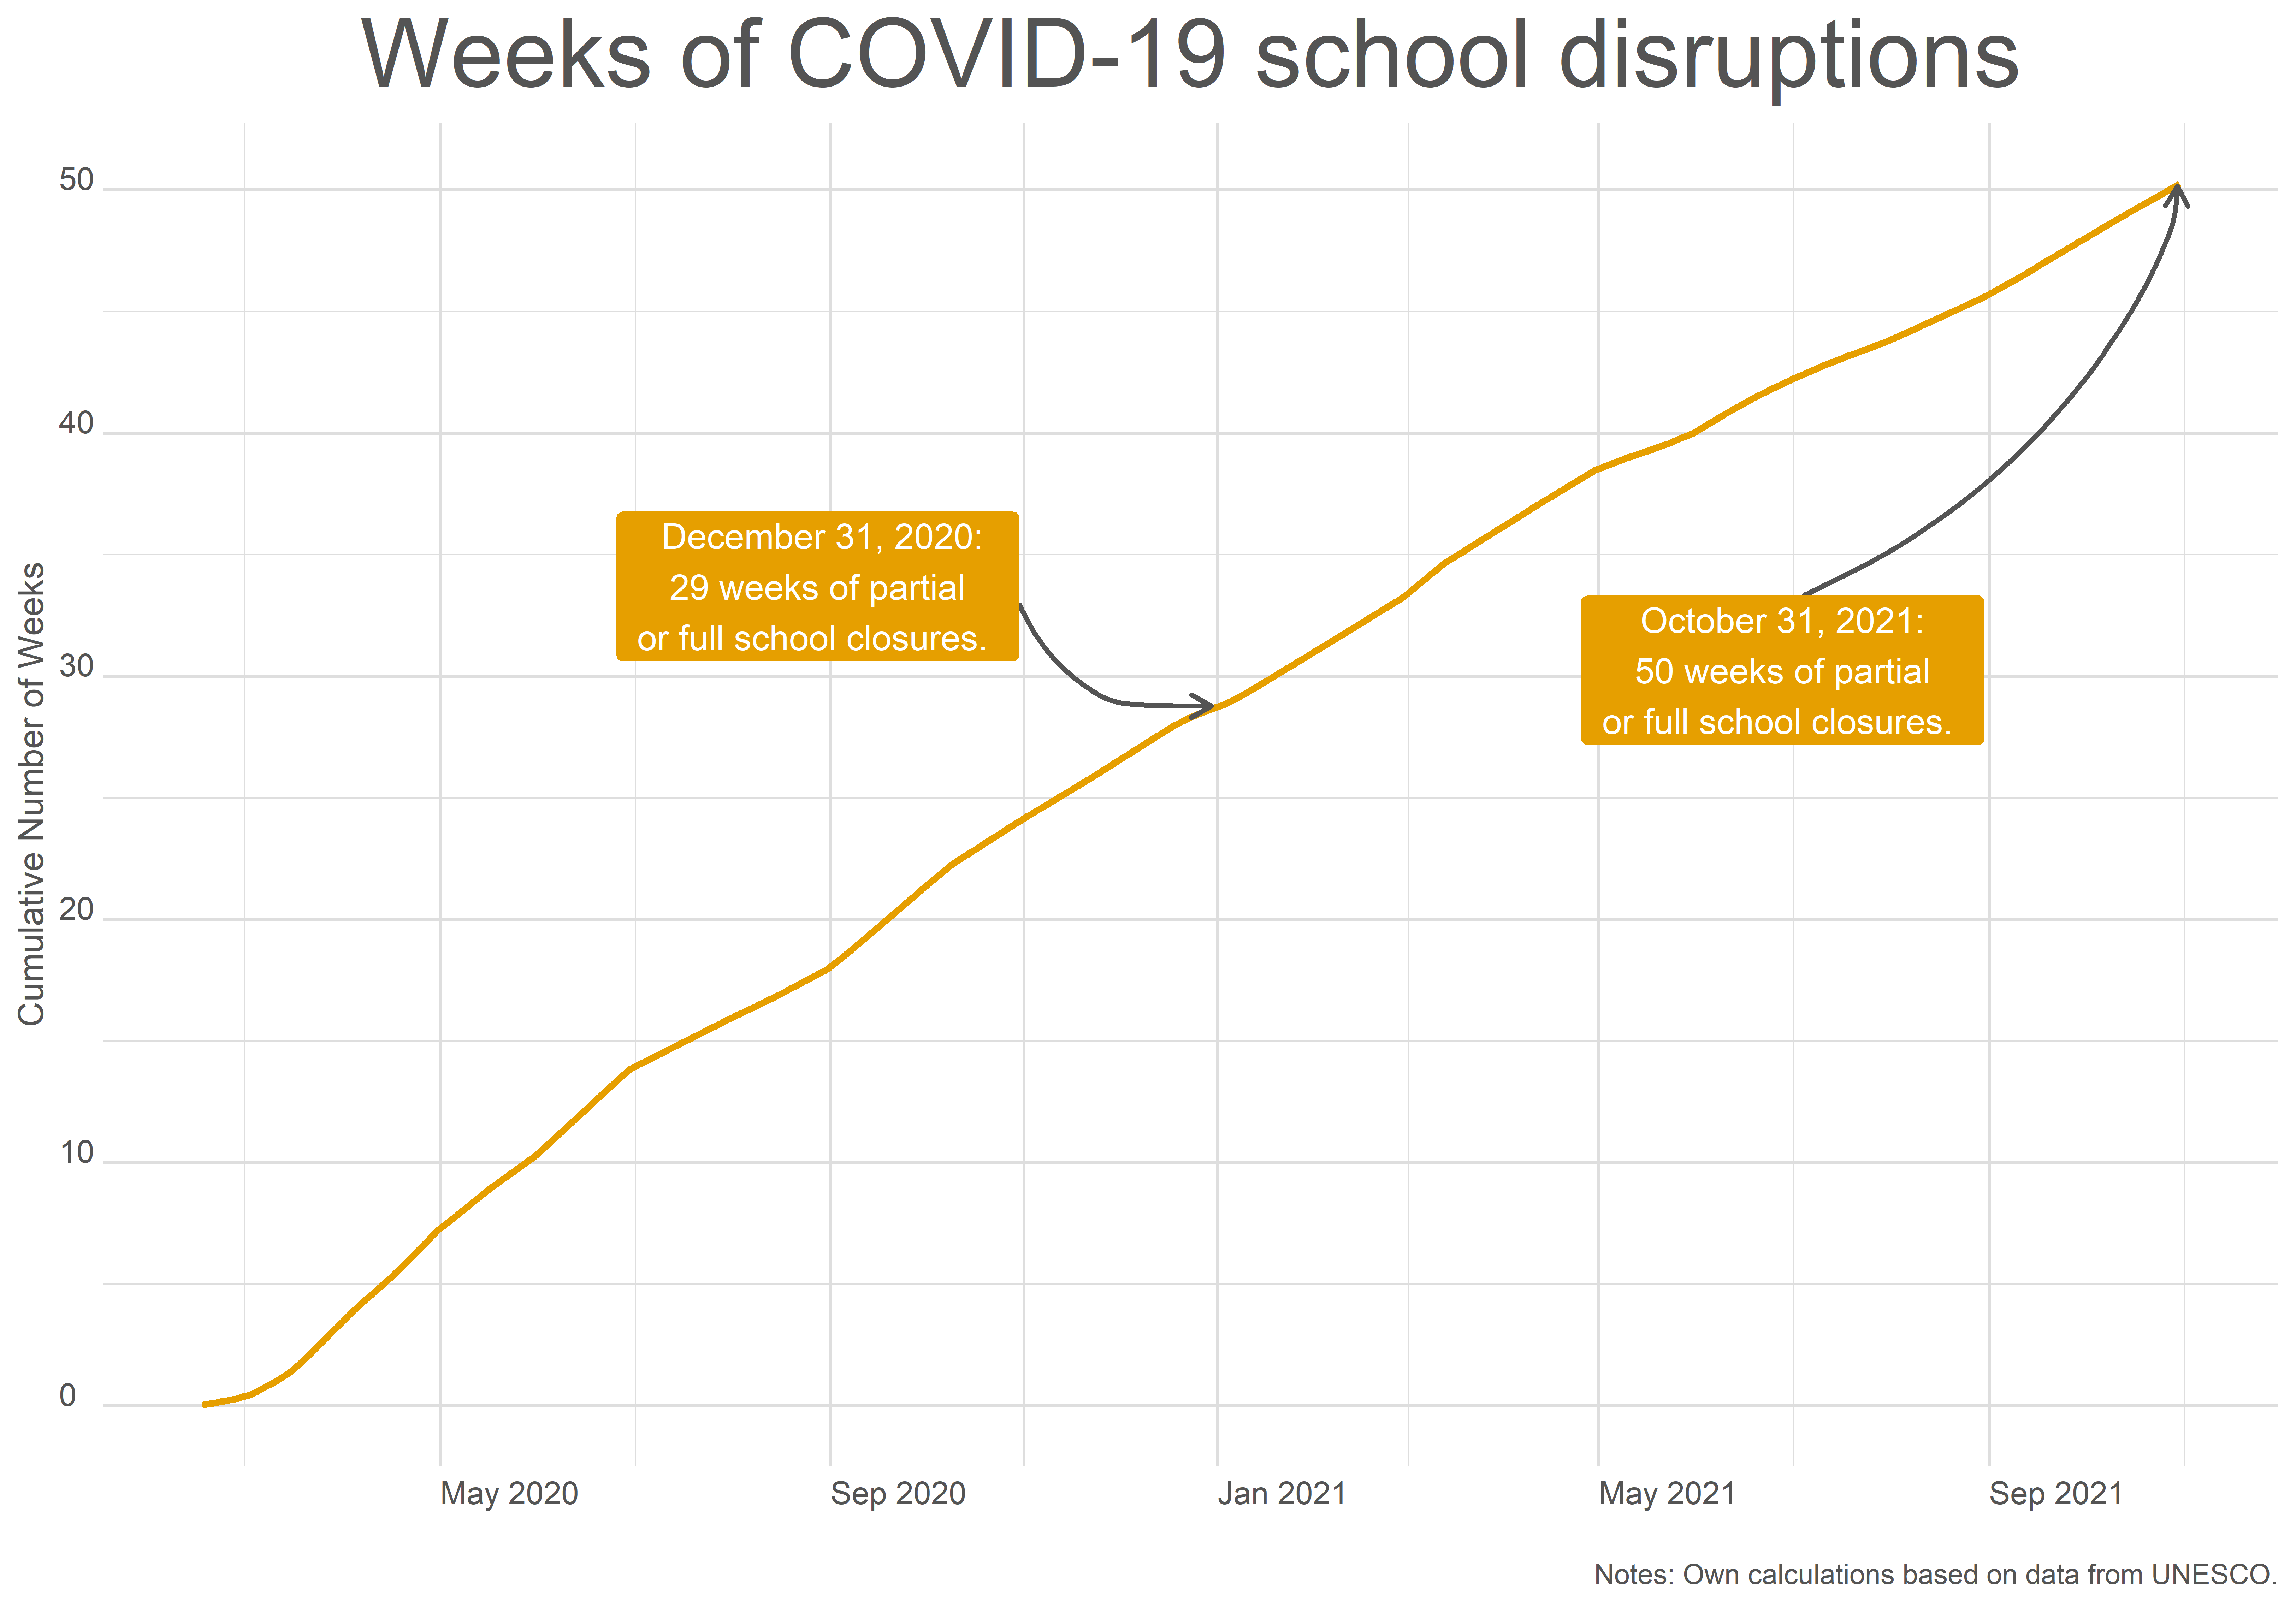 Weeks of COVID-19 school disruptions
50
40
30
20
10
0
Cumulative Number of Weeks
December 31, 2020:
29 weeks of partial
or full school closures.
October 31, 2021:
50 weeks of partial
or full school closures.
May 2020
Sep 2020
Jan 2021
May 2021
Sep 2021
Notes: Own calculations based on data from UNESCO.